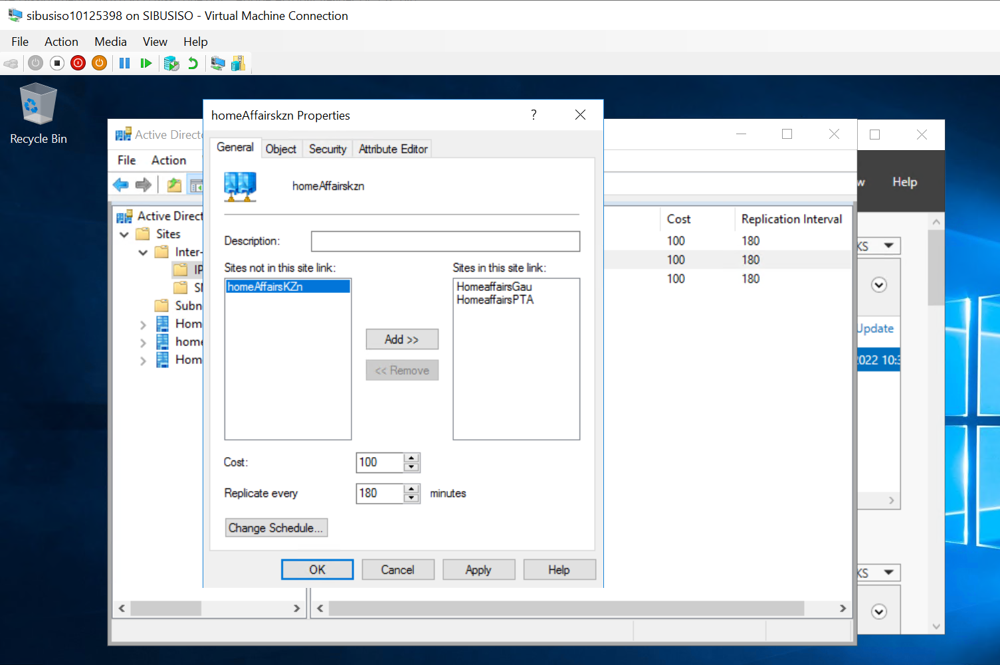 sibusiso10125398 on SIBUSISO - Virtual Machine Connection
File Action Media View Help
Recycle Bin
homeAffairskzn Properties ?
Active Directo
General Object Security Attribute Editor
File Action
w Help
homeAffairskzn
Active Direct
Sites
Inter-
IP
SM
Subn
Hom
home
Hom
Cost Replication Interval
100 180
100 180
100 180
Description:
Sites not in this site link: Sites in this site link:
homeAffairsKZn
HomeaffairsGau
HomeaffairsPTA
Add >>
<< Remove
Cost: 100
Replicate every 180 minutes
Change Schedule...
OK Cancel Apply Help
KS
Update
2022 10:3
KS